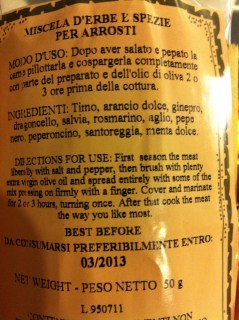 MISCELA D'ERBE E SPEZIE
PER ARROSTI
MODO D'USO: Dopo aver salato e pepato la
carne pillottarla e cospargerla completamente
con parte del preparato e dell'olio di oliva 2 o
3 ore prima della cottura.
INGREDIENTI: Timo, arancio dolce, ginepro,
dragoncello, salvia, rosmarino, aglio, pepe
nero, peperoncino, santoreggia, menta dolce.
DIRECTIONS FOR USE: First season the meat
liberally with salt and pepper, then brush with plenty
extra virgin olive oil and spread entirely with some of the
mix pressing on firmly with a finger. Cover and marinate
for 2 or 3 hours, turning once. After that cook the meat
the way you like most.
BEST BEFORE
DA CONSUMARSI PREFERIBILMENTE ENTRO:
03/2013
NET WEIGHT - PESO NETTO 50 g
L 950711